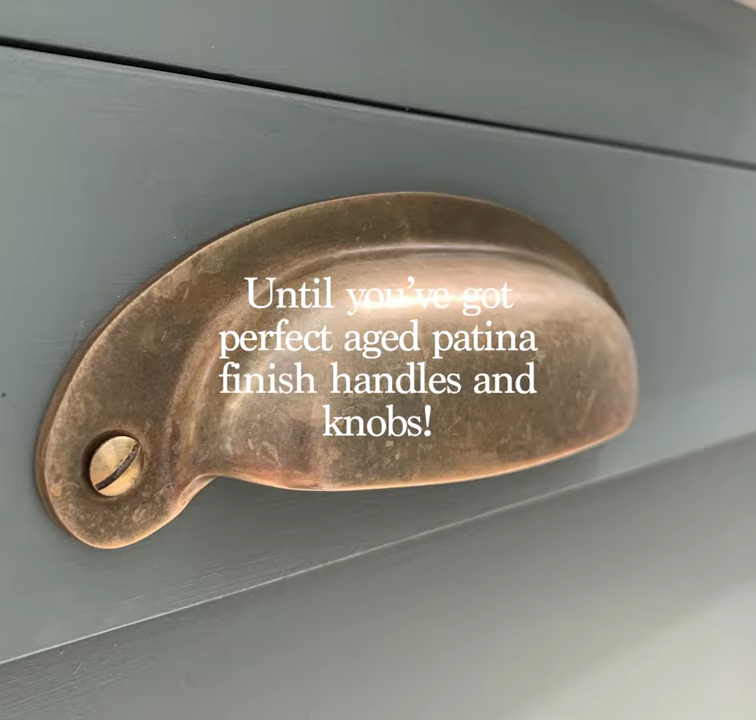 Until you've got
perfect aged patina
finish handles and
knobs!